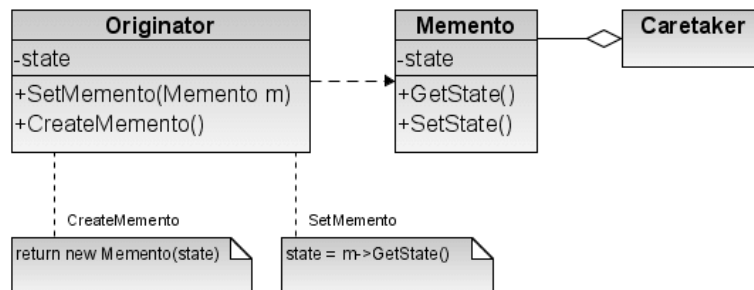 Originator
-state
+SetMemento(Memento m)
+CreateMemento()
Memento
-state
+GetState()
+SetState()
Caretaker
CreateMemento
return new Memento(state)
SetMemento
state = m->GetState()